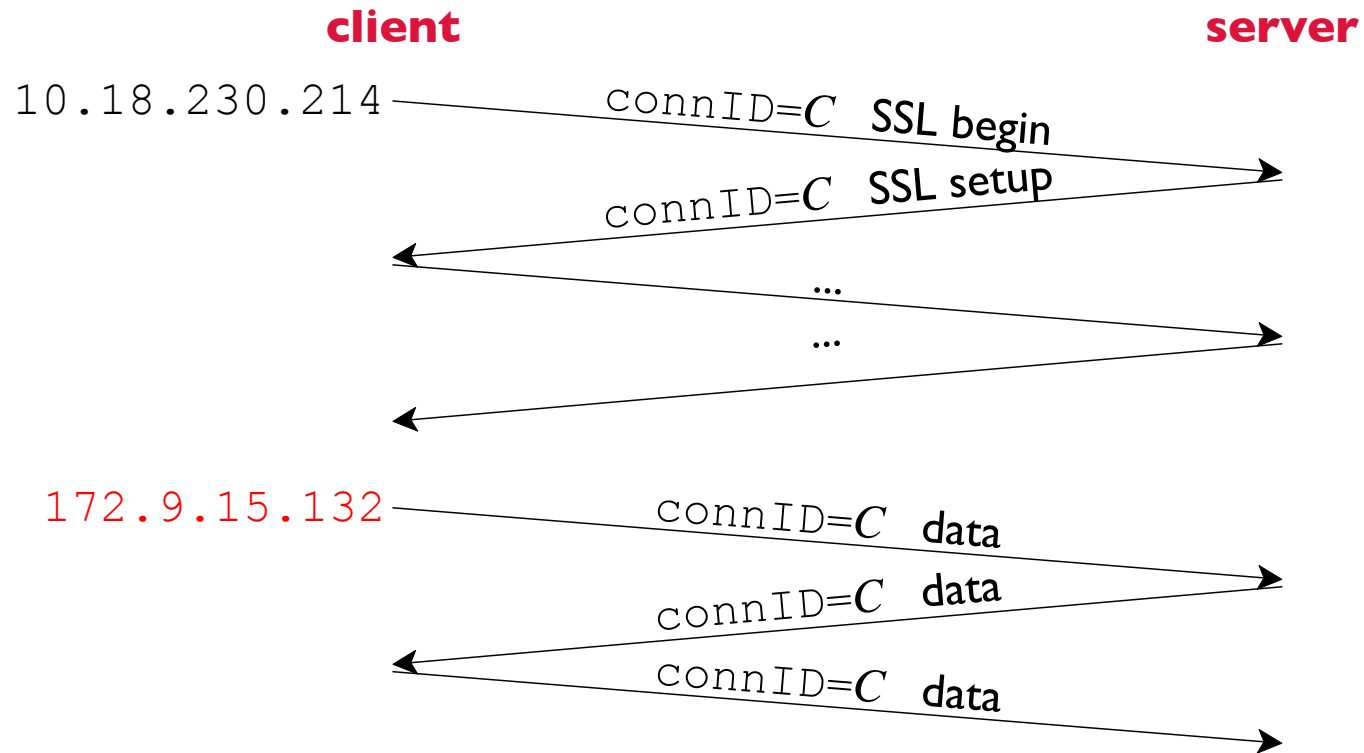 client server
10.18.230.214 connID=C SSL begin
connID=C SSL setup
...
...
172.9.15.132 connID=C data
connID=C data
connID=C data